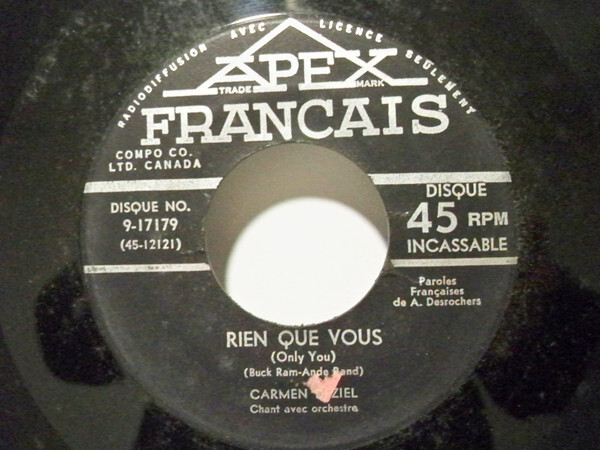 RADIODIFFUSION AVEC LICENCE SEULEMENT
APEX
TRADE MARK
FRANCAIS
COMPO CO.
LTD. CANADA
DISQUE NO.
9-17179
(45-12121)
DISQUE
45 RPM
INCASSABLE
Paroles
Françaises
de A. Desrochers
RIEN QUE VOUS
(Only You)
(Buck Ram-Ande Rand)
CARMEN
Chant avec orchestre